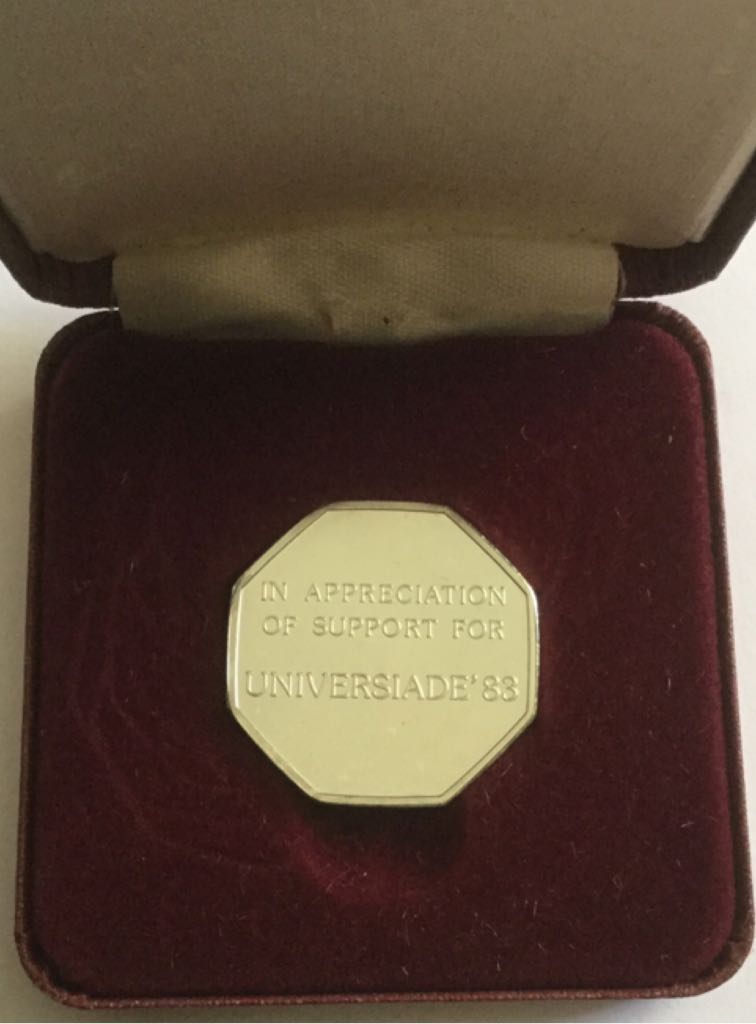 IN APPRECIATION
OF SUPPORT FOR
UNIVERSIADE'83